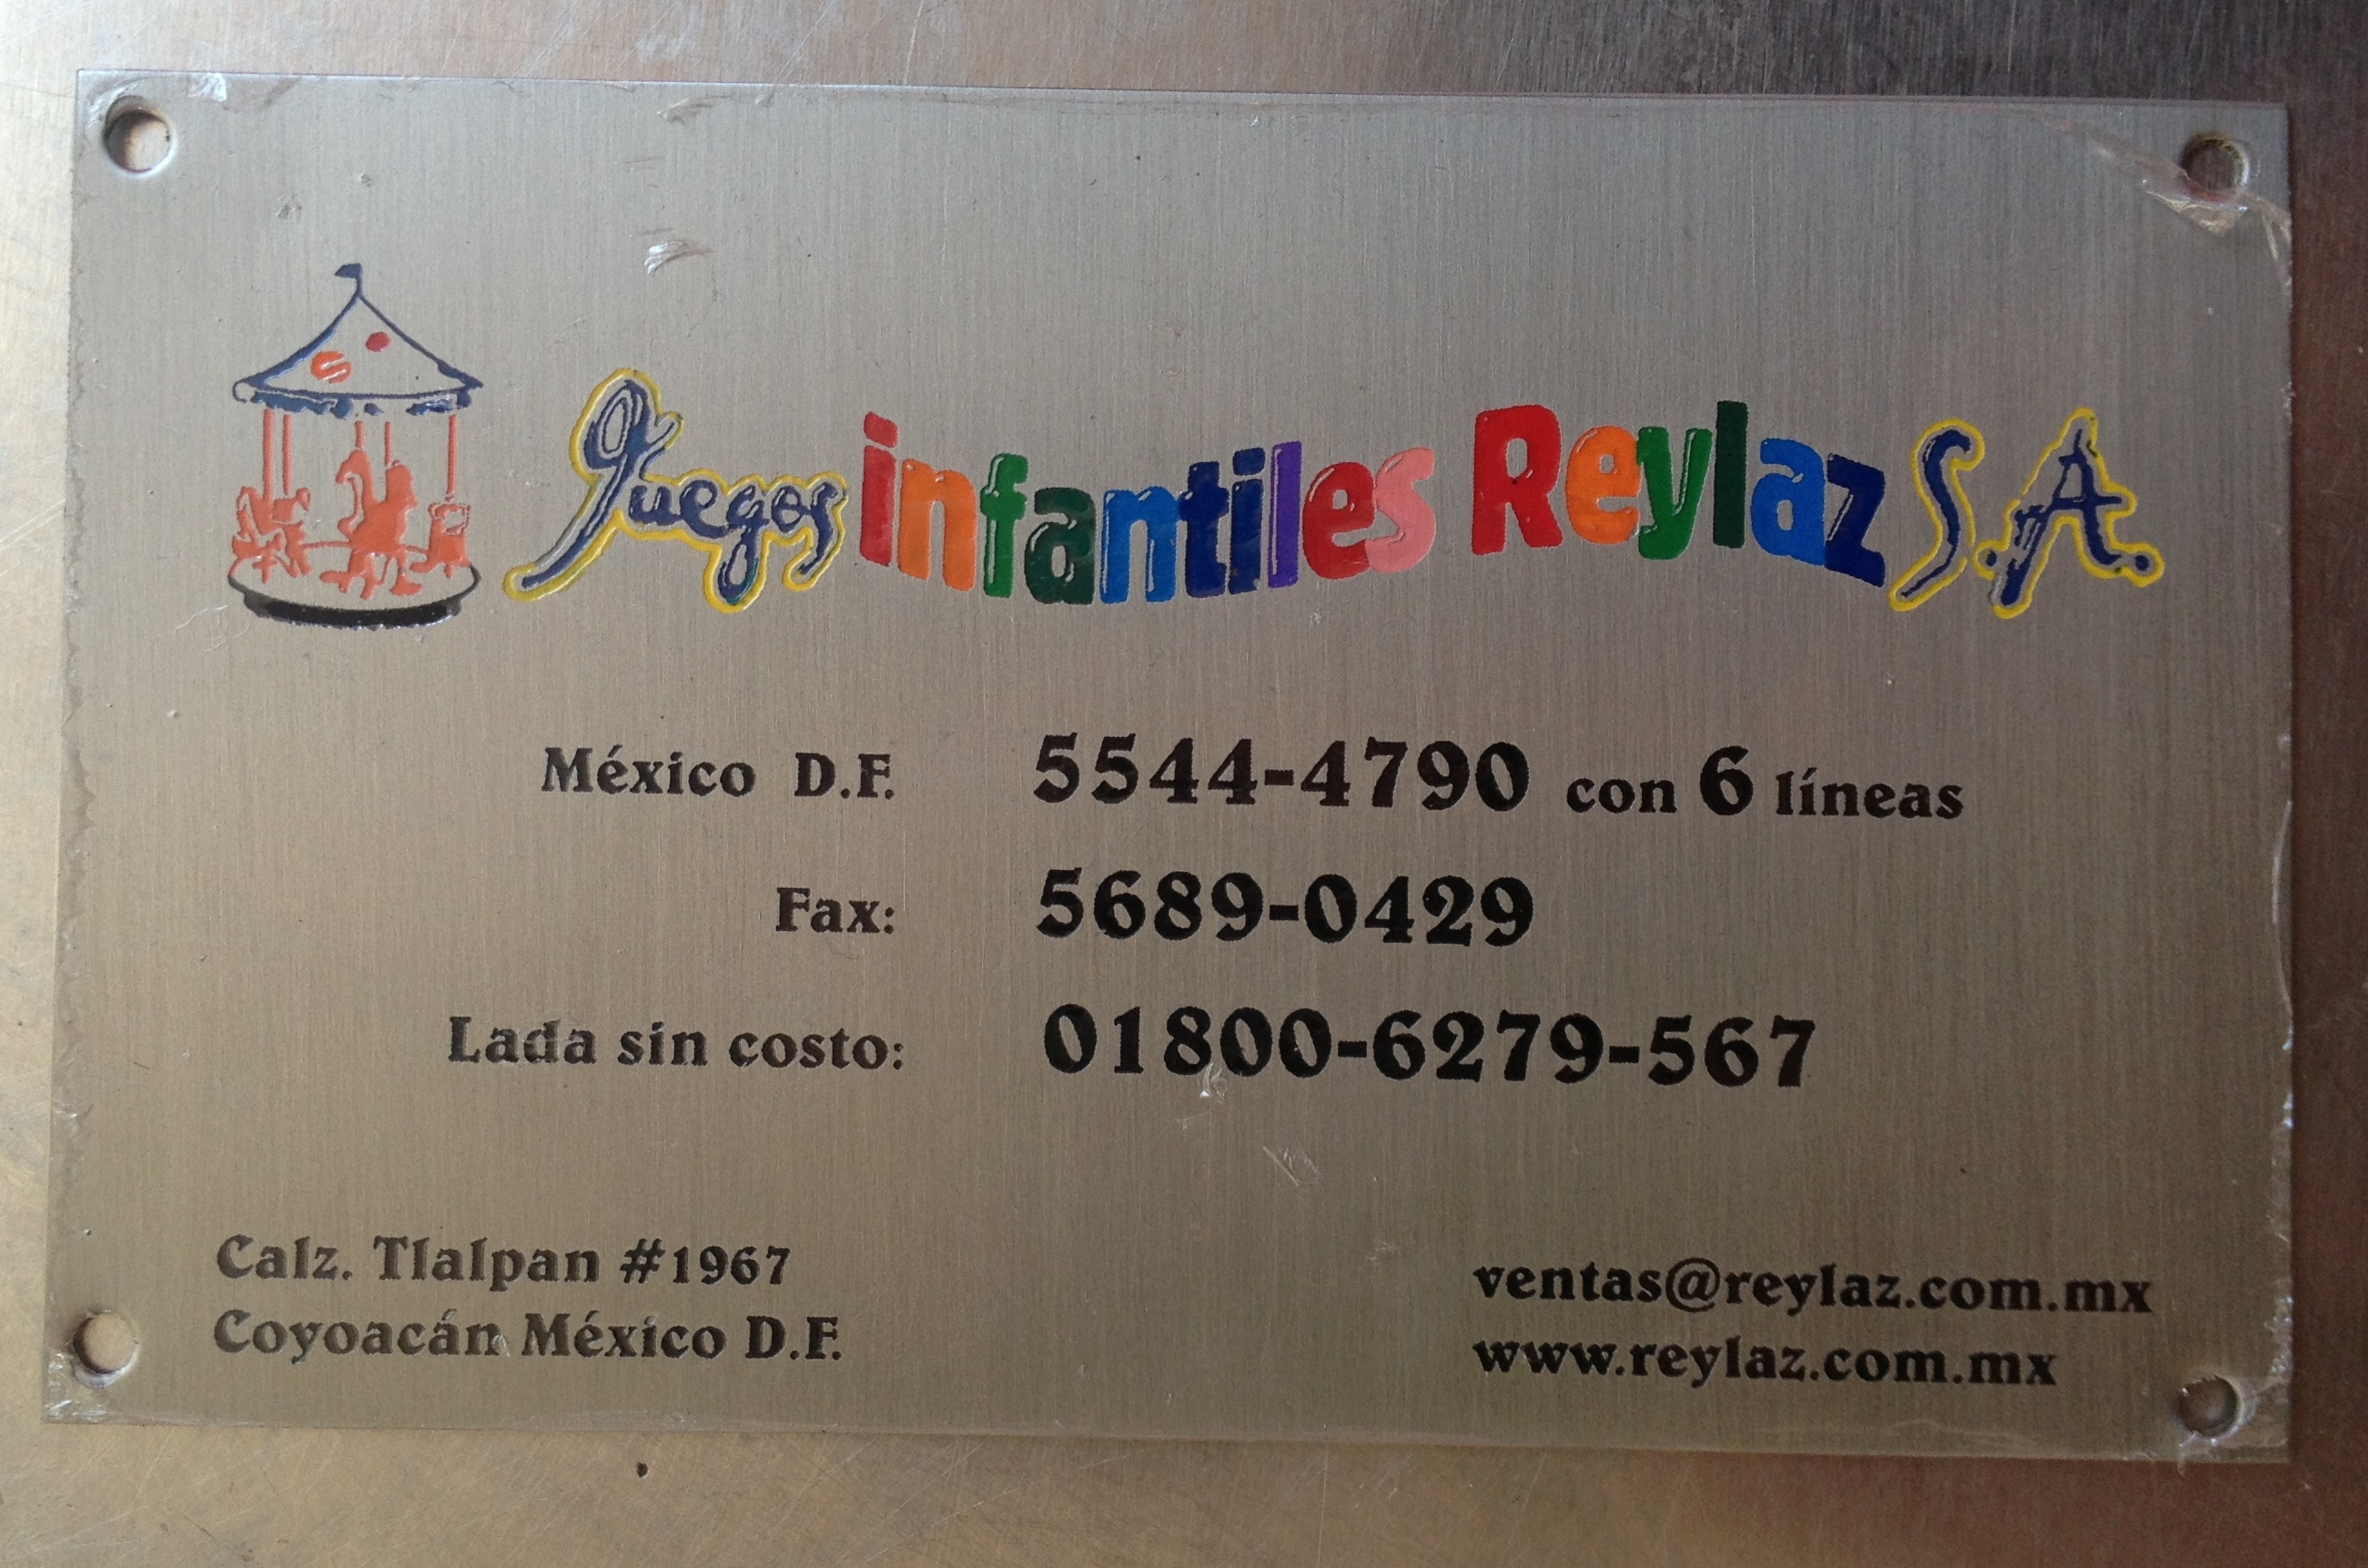 Juegos infantiles Reylaz S.A.
México D.F. 5544-4790 con 6 líneas
Fax: 5689-0429
Lada sin costo: 01800-6279-567
Calz. Tlalpan #1967
Coyoacán México D.F.
ventas@reylaz.com.mx
www.reylaz.com.mx